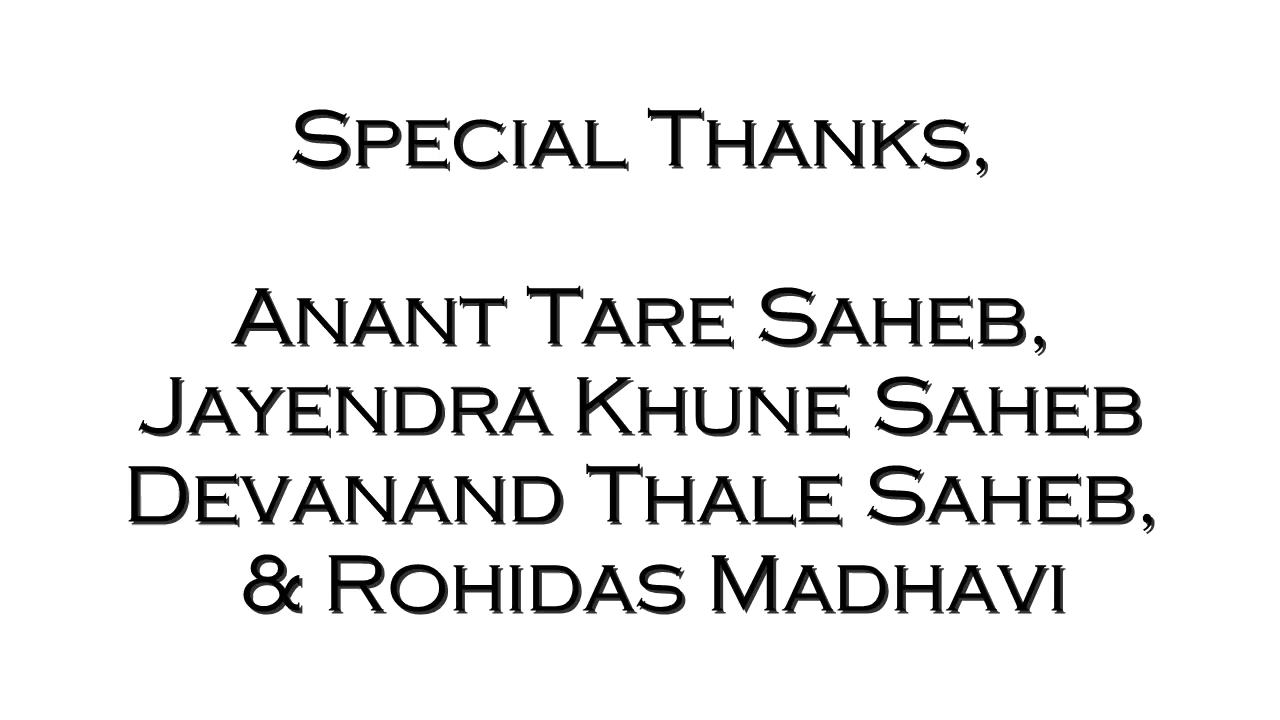 Special Thanks,
Anant Tare Saheb,
Jayendra Khune Saheb
Devanand Thale Saheb,
& Rohidas Madhavi